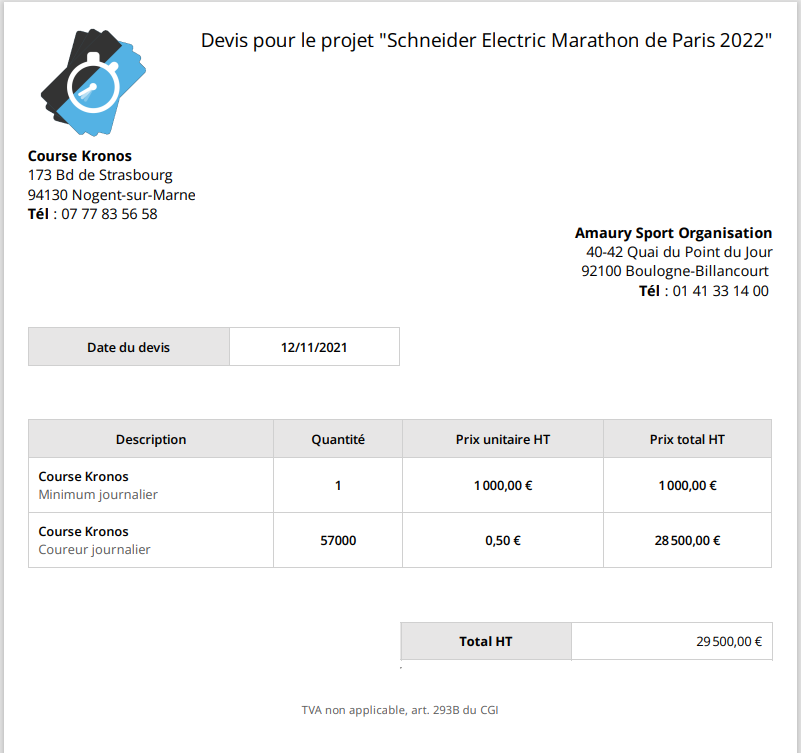 Devis pour le projet "Schneider Electric Marathon de Paris 2022"
Course Kronos
173 Bd de Strasbourg
94130 Nogent-sur-Marne
Tél : 07 77 83 56 58
Amaury Sport Organisation
40-42 Quai du Point du Jour
92100 Boulogne-Billancourt
Tél : 01 41 33 14 00
Date du devis 12/11/2021
Description Quantité Prix unitaire HT Prix total HT
Course Kronos
Minimum journalier
1 1 000,00 € 1 000,00 €
Course Kronos
Coureur journalier
57000 0,50 € 28 500,00 €
Total HT 29 500,00 €
TVA non applicable, art. 293B du CGI